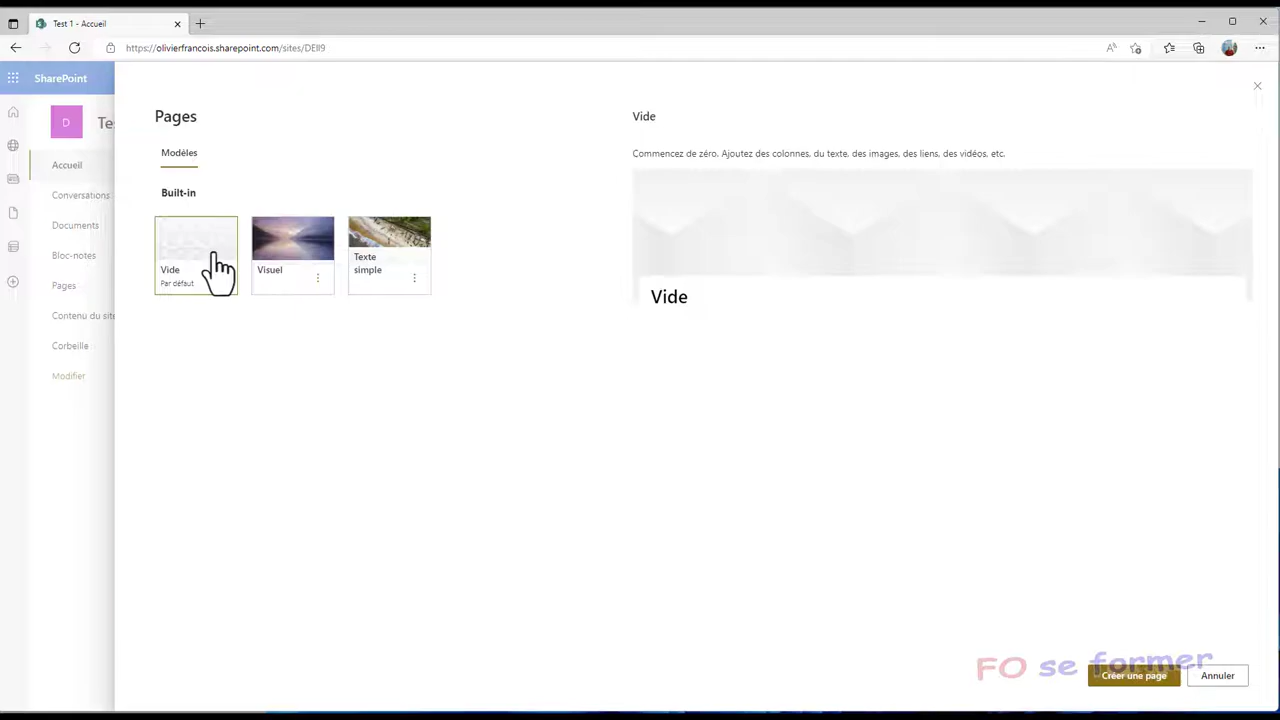 Test 1 - Accueil
https://olivierfrancois.sharepoint.com/sites/DEll9
SharePoint
D
Te
Accueil
Conversations
Documents
Bloc-notes
Pages
Contenu du site
Corbeille
Modifier
Pages
Modèles
Built-in
Vide
Par défaut
Visuel
Texte
simple
Vide
Commencez de zéro. Ajoutez des colonnes, du texte, des images, des liens, des vidéos, etc.
Vide
FO se former
Créer une page
Annuler